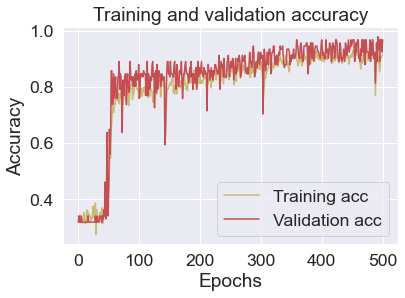 Training and validation accuracy
1.0
0.8
0.6
0.4
Accuracy
Training acc
Validation acc
0 100 200 300 400 500
Epochs